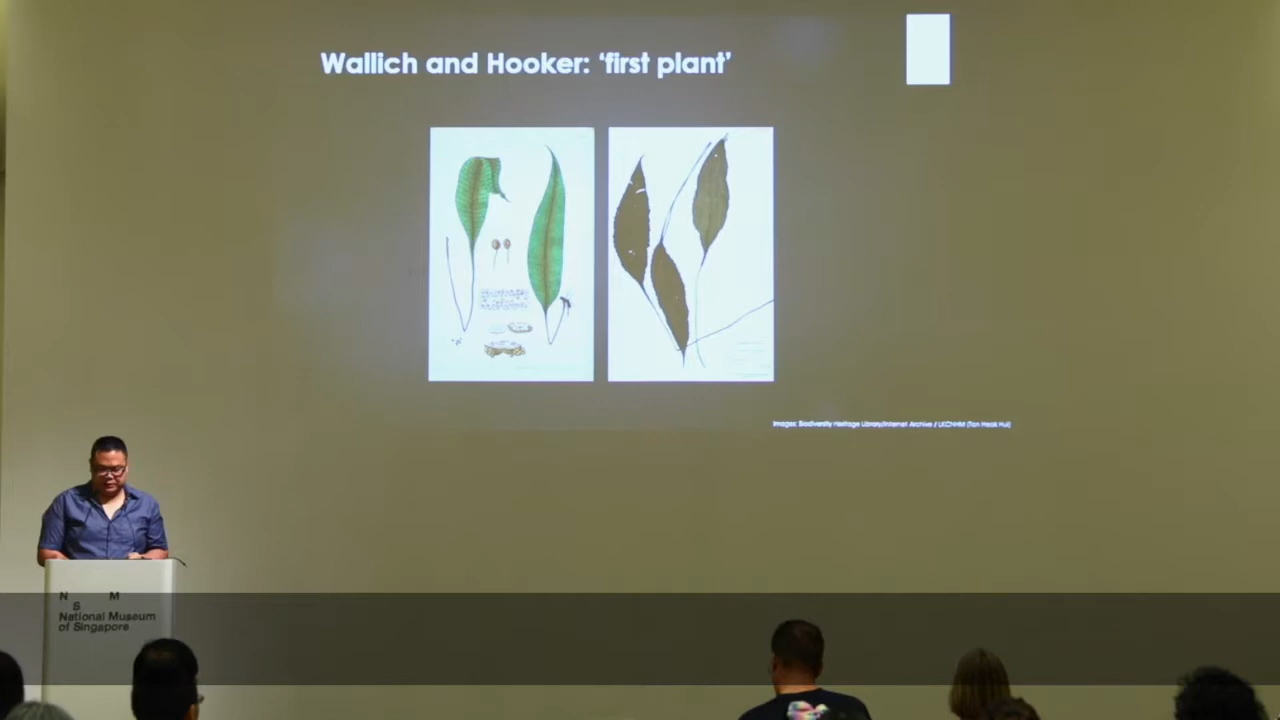 Wallich and Hooker: ‘first plant’
Images: Biodiversity Heritage Library/Internet Archive / LKCNHM (Tan Heok Hui)
N M
S
National Museum
of Singapore